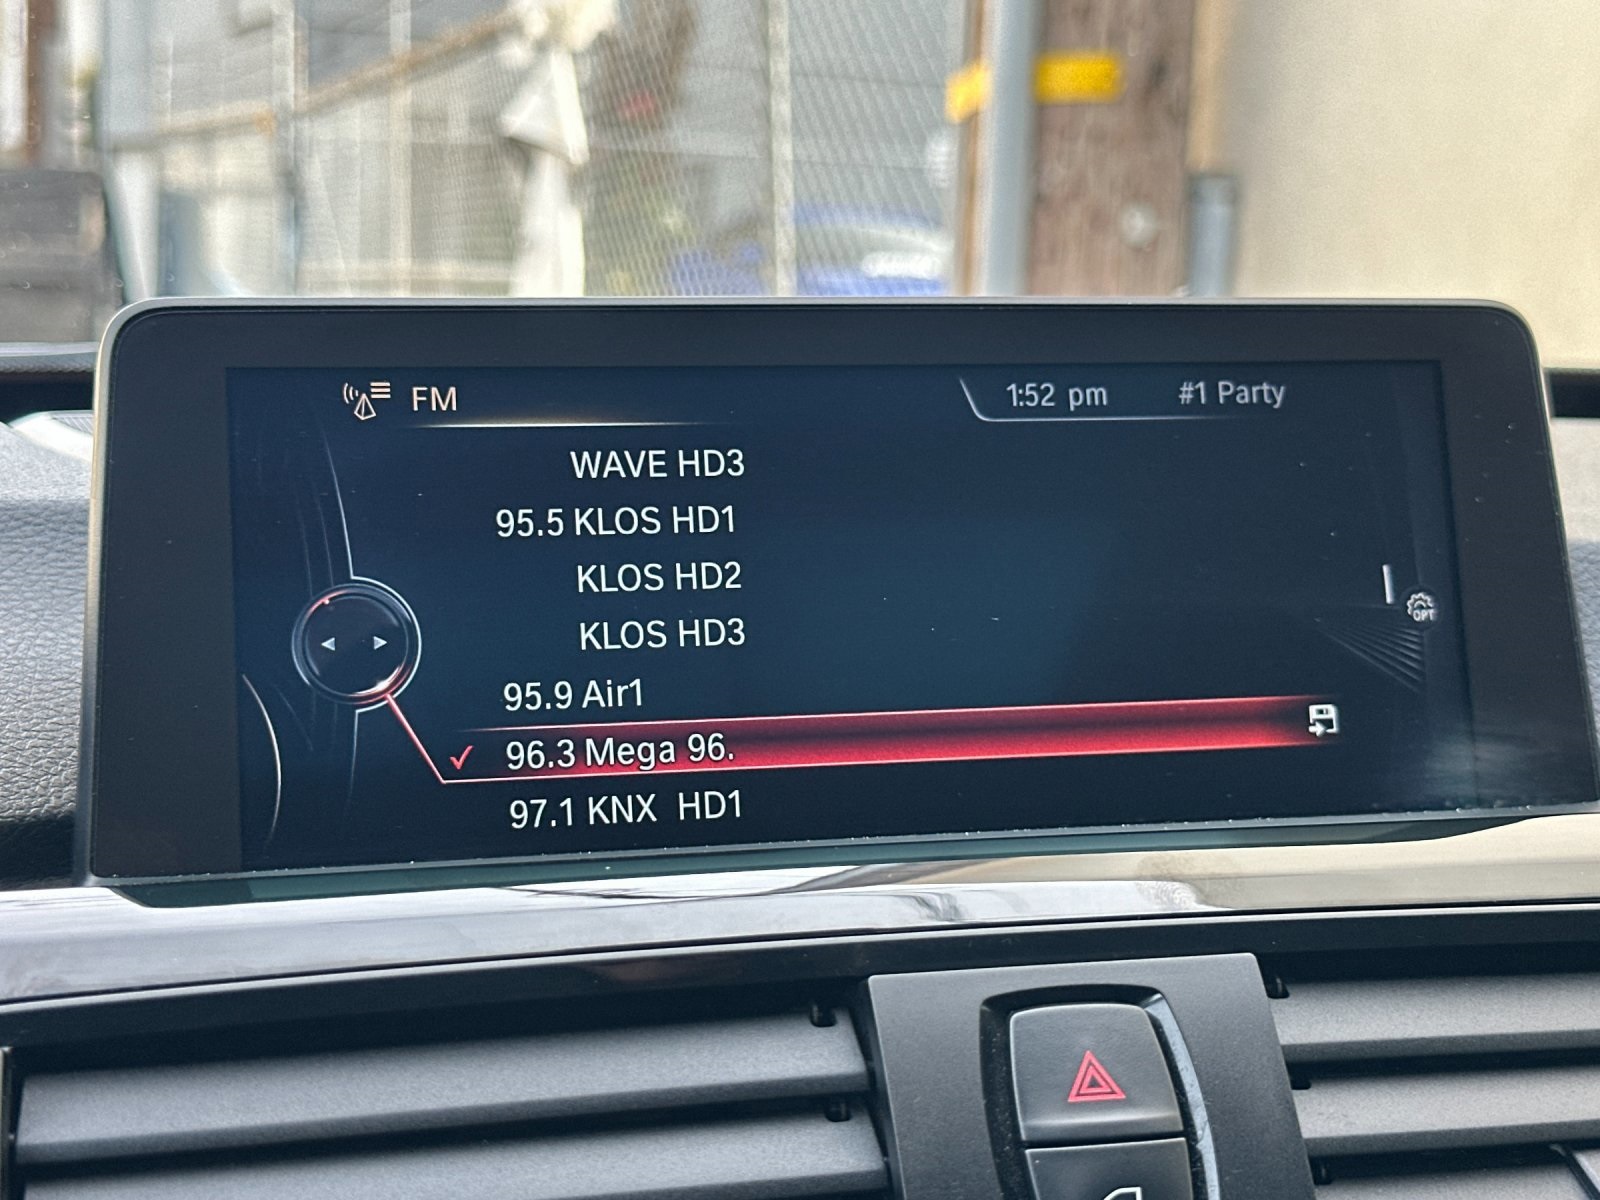 FM
1:52 pm #1 Party
WAVE HD3
95.5 KLOS HD1
KLOS HD2
KLOS HD3
OPT
95.9 Air1
96.3 Mega 96.
97.1 KNX HD1